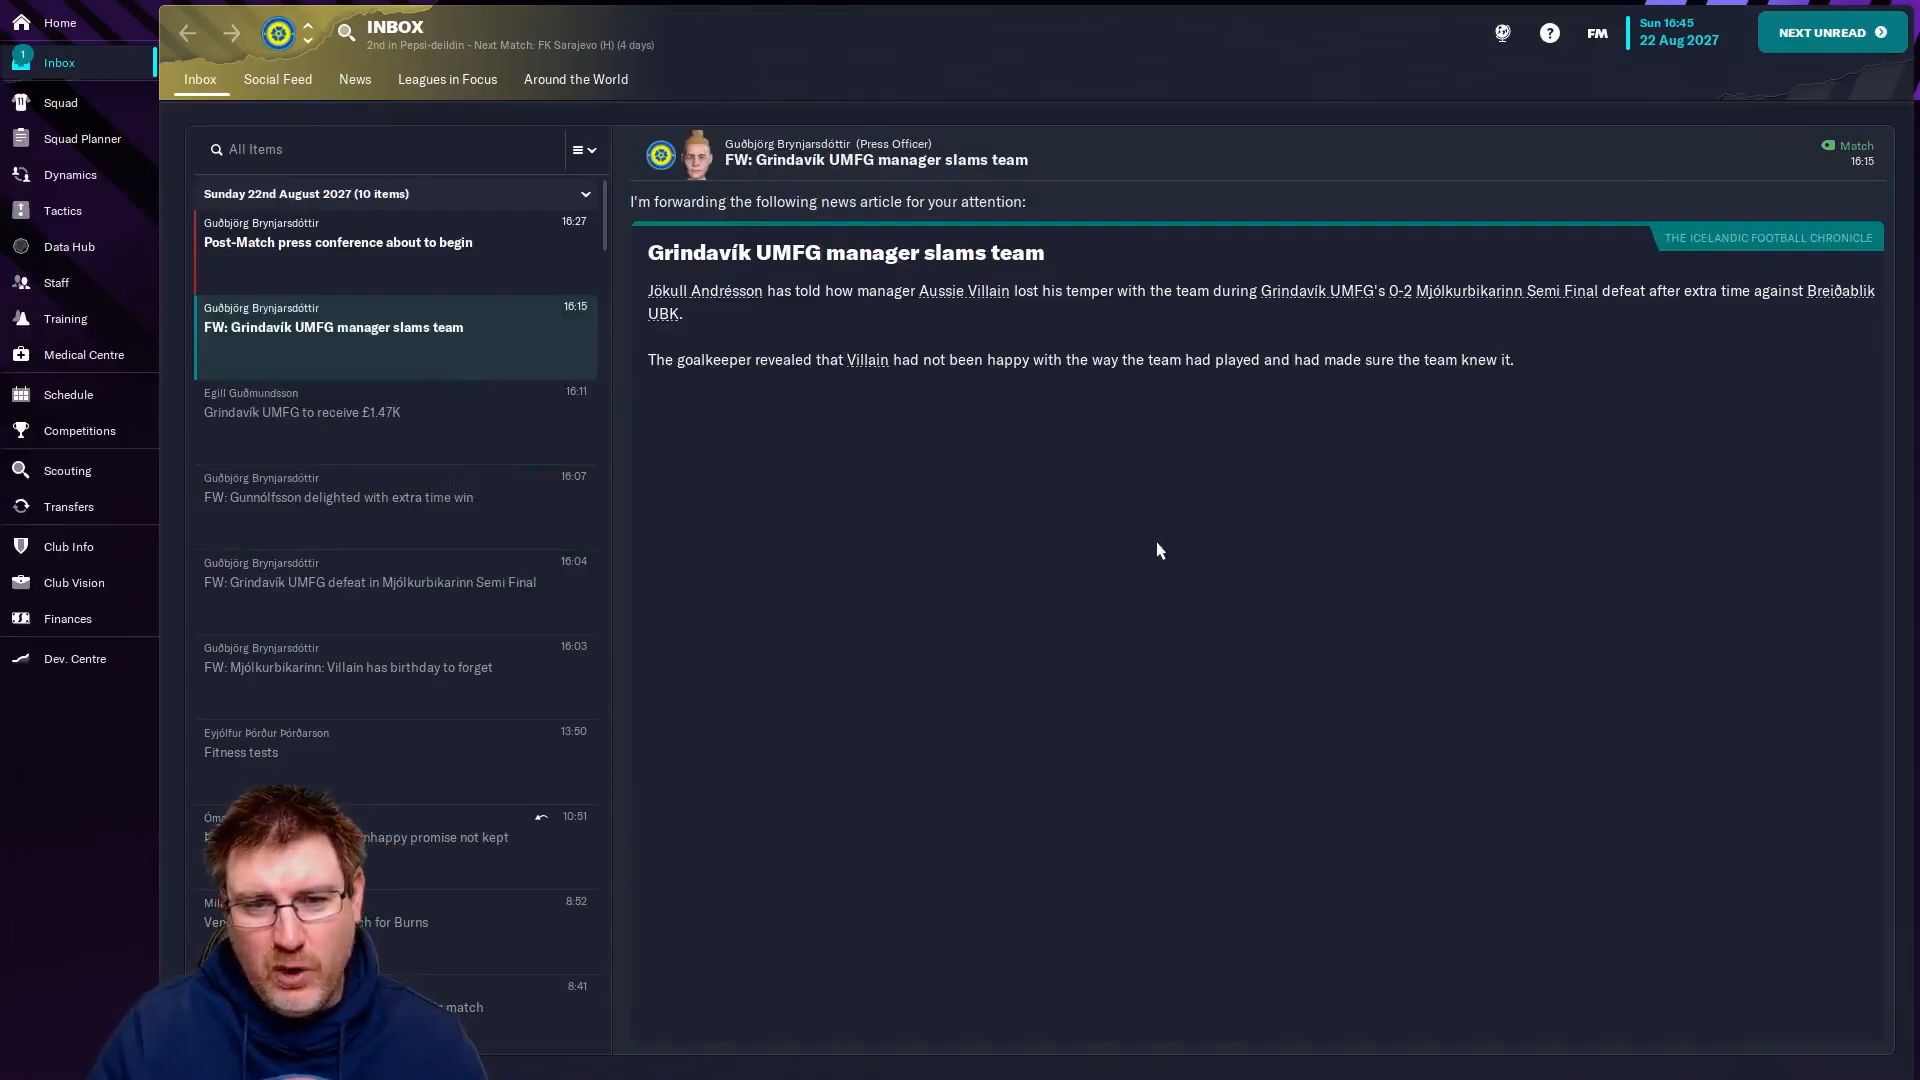 Home
1
Inbox
Squad
Squad Planner
Dynamics
Tactics
Data Hub
Staff
Training
Medical Centre
Schedule
Competitions
Scouting
Transfers
Club Info
Club Vision
Finances
Dev. Centre
INBOX
2nd in Pepsi-deildin - Next Match: FK Sarajevo (H) (4 days)
?
FM
Sun 16:45
22 Aug 2027
NEXT UNREAD
Inbox
Social Feed
News
Leagues in Focus
Around the World
All Items
Sunday 22nd August 2027 (10 items)
Guðbjörg Brynjarsdóttir 16:27
Post-Match press conference about to begin
Guðbjörg Brynjarsdóttir 16:15
FW: Grindavík UMFG manager slams team
Egill Guðmundsson 16:11
Grindavík UMFG to receive £1.47K
Guðbjörg Brynjarsdóttir 16:07
FW: Gunnólfsson delighted with extra time win
Guðbjörg Brynjarsdóttir 16:04
FW: Grindavík UMFG defeat in Mjólkurbikarinn Semi Final
Guðbjörg Brynjarsdóttir 16:03
FW: Mjólkurbikarinn: Villain has birthday to forget
Eyjólfur Þórður Þórðarson 13:50
Fitness tests
10:51
promise not kept
8:52
for Burns
8:41
match
Guðbjörg Brynjarsdóttir (Press Officer)
FW: Grindavík UMFG manager slams team
Match
16:15
I'm forwarding the following news article for your attention:
THE ICELANDIC FOOTBALL CHRONICLE
Grindavík UMFG manager slams team
Jökull Andrésson has told how manager Aussie Villain lost his temper with the team during Grindavík UMFG's 0-2 Mjólkurbikarinn Semi Final defeat after extra time against Breiðablik
UBK.
The goalkeeper revealed that Villain had not been happy with the way the team had played and had made sure the team knew it.